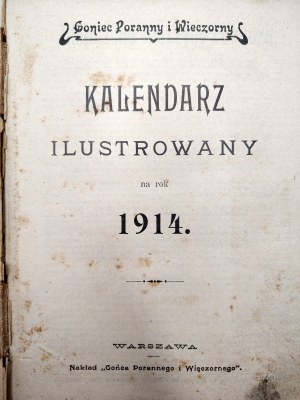 Goniec Poranny i Wieczorny
KALENDARZ
ILUSTROWANY
na rok
1914.
WARSZAWA
Nakład „Gońca Porannego i Wieczornego".